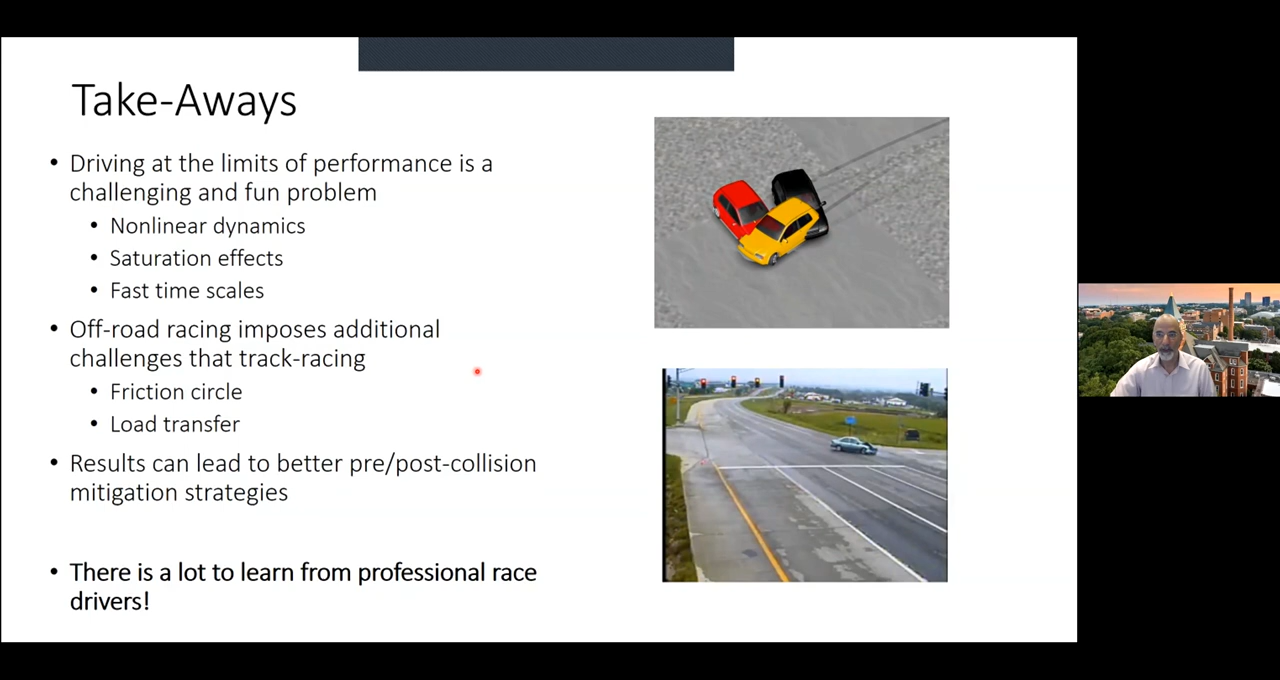 Take-Aways
• Driving at the limits of performance is a
challenging and fun problem
• Nonlinear dynamics
• Saturation effects
• Fast time scales
• Off-road racing imposes additional
challenges that track-racing
• Friction circle
• Load transfer
• Results can lead to better pre/post-collision
mitigation strategies
• There is a lot to learn from professional race
drivers!